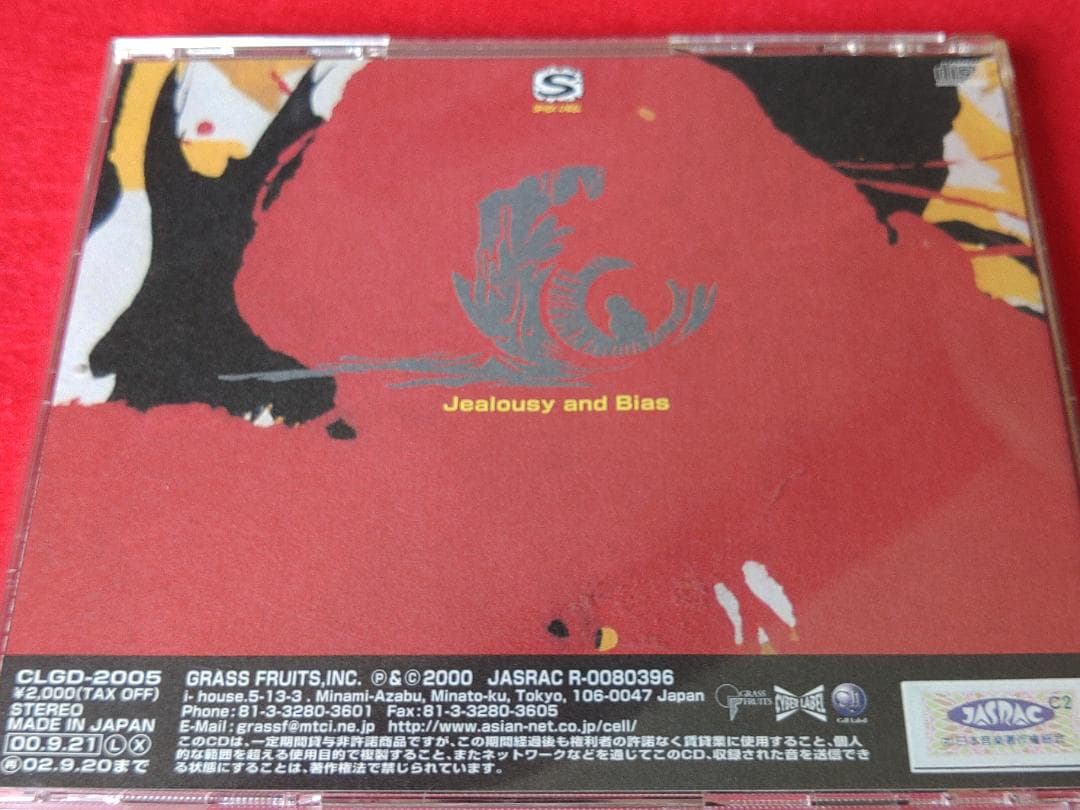 S
Jealousy and Bias
CLGD-2005
¥2,000(TAX OFF)
STEREO
MADE IN JAPAN
00.9.21 L X
再 02.9.20まで
GRASS FRUITS,INC. ℗&©2000 JASRAC R-0080396
i- house.5-13-3 , Minami-Azabu, Minato-ku, Tokyo, 106-0047 Japan
Phone:81-3-3280-3601 Fax:81-3-3280-3605
E-Mail:grassf@mtci.ne.jp http://www.asian-net.co.jp/cell/
このCDは、一定期間貸与非許諾商品ですが、この期間経過後も権利者の許諾なく賃貸業に使用すること、個人
的な範囲を超える使用目的で複製すること、またネットワークなどを通じてこのCD、収録された音を送信でき
る状態にすることは、著作権法で禁じられています。
GRASS
FRUITS
CYBER LABEL
Cell Label
C2
JASRAC